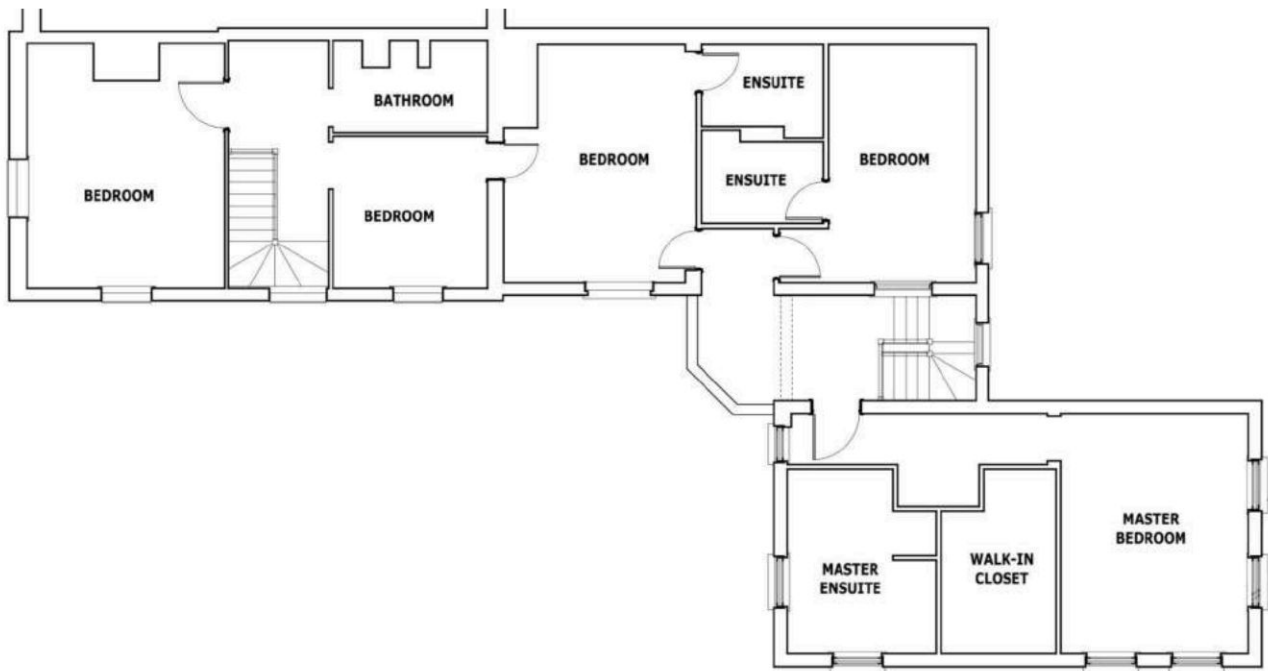 BATHROOM
ENSUITE
BEDROOM
BEDROOM
ENSUITE
BEDROOM
BEDROOM
MASTER
BEDROOM
MASTER
ENSUITE
WALK-IN
CLOSET